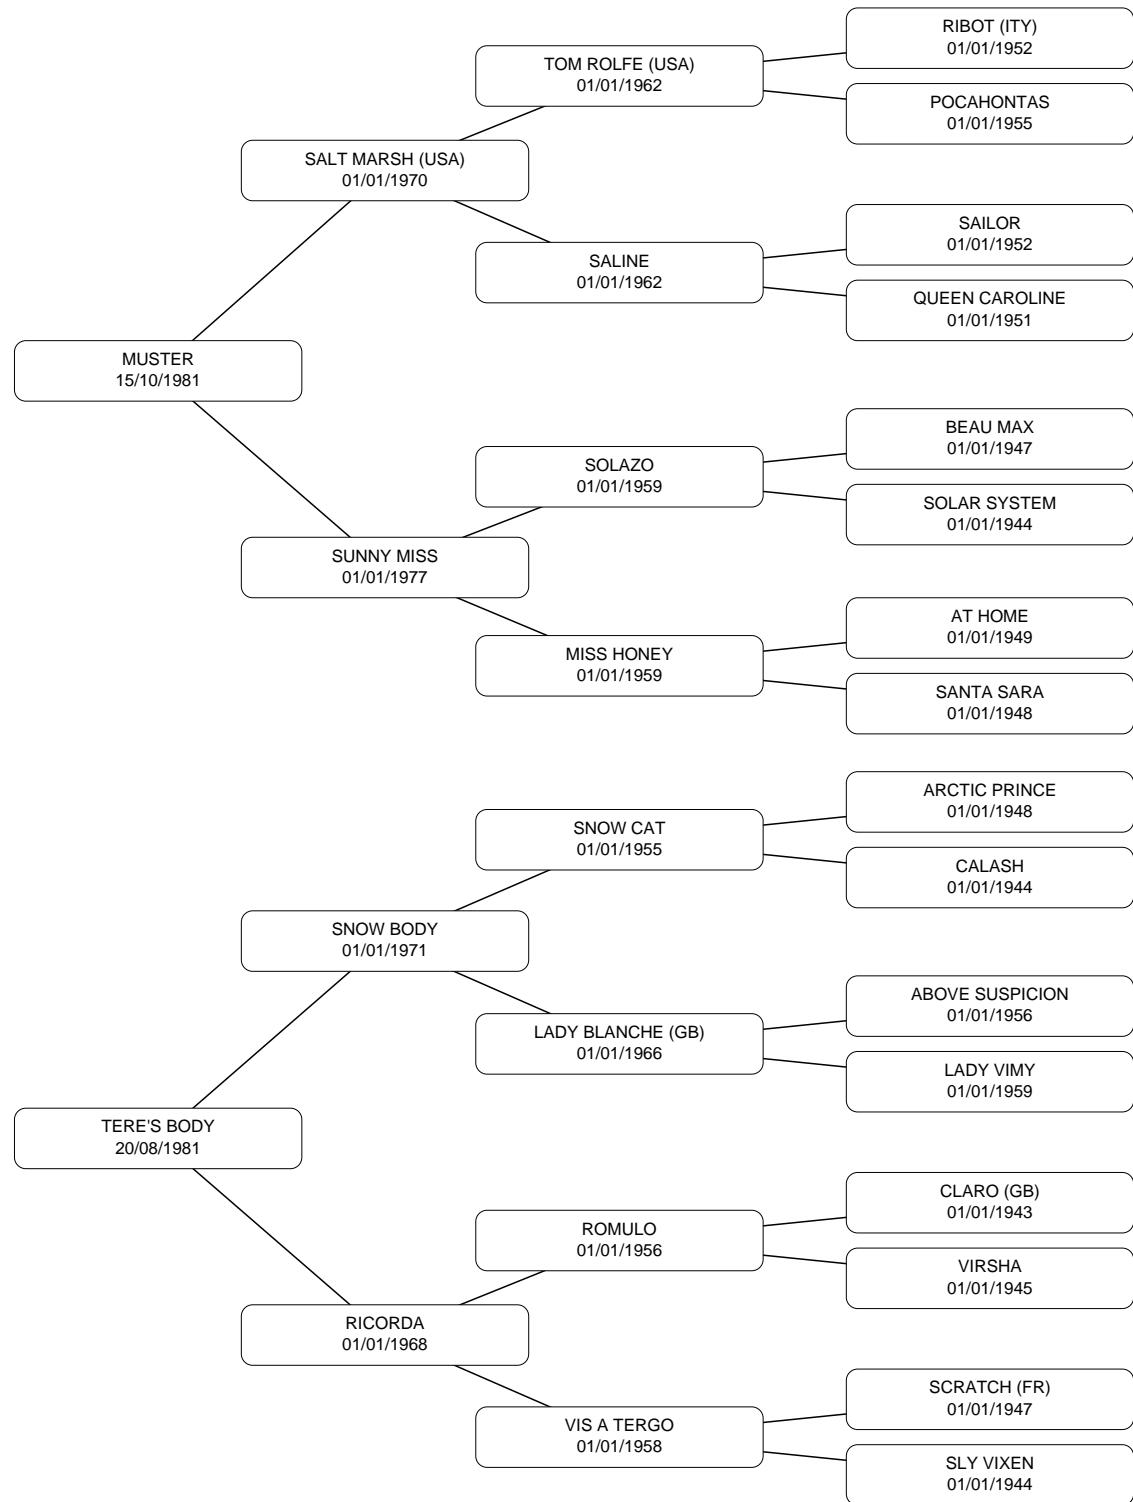 RIBOT (ITY)
01/01/1952
TOM ROLFE (USA)
01/01/1962
POCAHONTAS
01/01/1955
SALT MARSH (USA)
01/01/1970
SAILOR
01/01/1952
SALINE
01/01/1962
QUEEN CAROLINE
01/01/1951
MUSTER
15/10/1981
BEAU MAX
01/01/1947
SOLAZO
01/01/1959
SOLAR SYSTEM
01/01/1944
SUNNY MISS
01/01/1977
AT HOME
01/01/1949
MISS HONEY
01/01/1959
SANTA SARA
01/01/1948
ARCTIC PRINCE
01/01/1948
SNOW CAT
01/01/1955
CALASH
01/01/1944
SNOW BODY
01/01/1971
ABOVE SUSPICION
01/01/1956
LADY BLANCHE (GB)
01/01/1966
LADY VIMY
01/01/1959
TERE'S BODY
20/08/1981
CLARO (GB)
01/01/1943
ROMULO
01/01/1956
VIRSHA
01/01/1945
RICORDA
01/01/1968
SCRATCH (FR)
01/01/1947
VIS A TERGO
01/01/1958
SLY VIXEN
01/01/1944